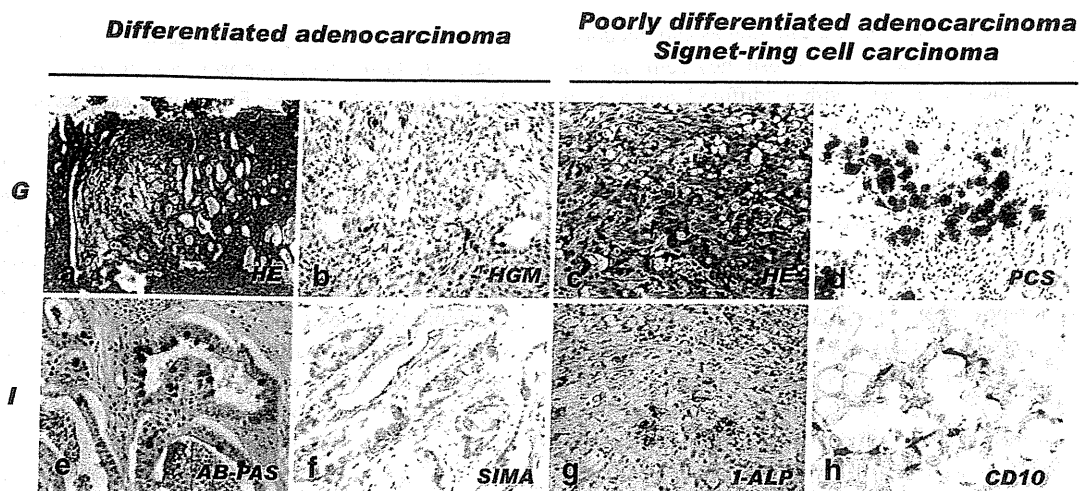 Differentiated adenocarcinoma
Poorly differentiated adenocarcinoma
Signet-ring cell carcinoma
G
a HE
b HGM
c HE
d PCS
I
e AB-PAS
f SIMA
g I-ALP
h CD10